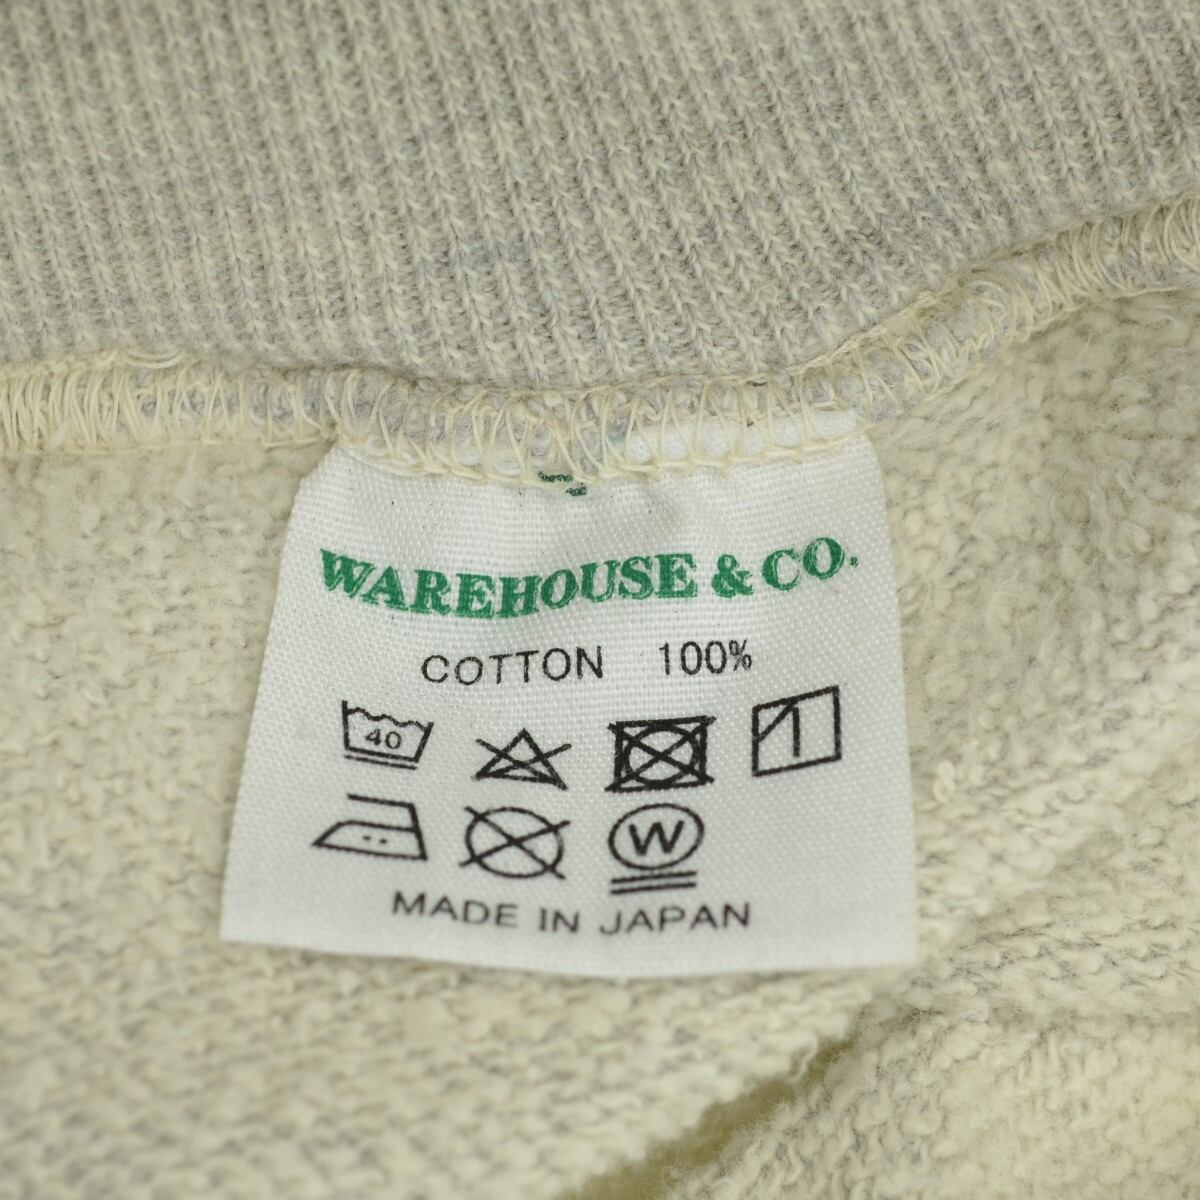 WAREHOUSE & CO.
COTTON 100%
40
W
MADE IN JAPAN